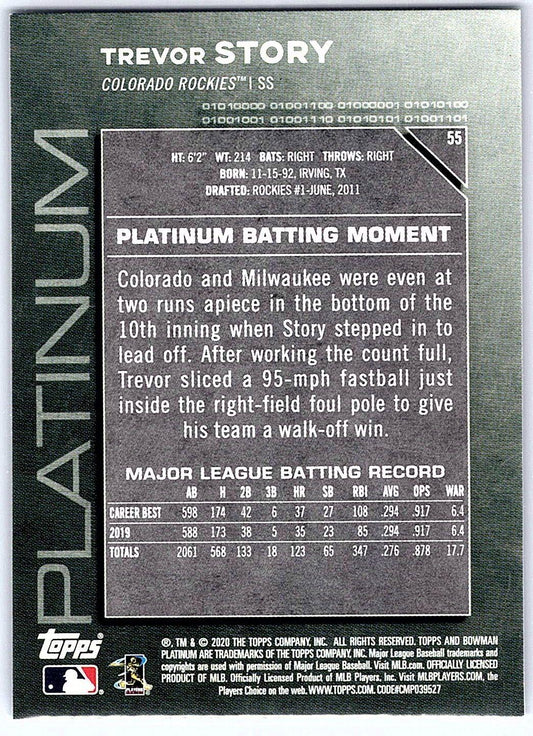 TREVOR STORY
COLORADO ROCKIES™ | SS
01010000 01001100 01000001 01010100
01001001 01001110 01010101 01001101
55
HT: 6'2" WT: 214 BATS: RIGHT THROWS: RIGHT
BORN: 11-15-92, IRVING, TX
DRAFTED: ROCKIES #1-JUNE, 2011
PLATINUM
PLATINUM BATTING MOMENT
Colorado and Milwaukee were even at
two runs apiece in the bottom of the
10th inning when Story stepped in to
lead off. After working the count full,
Trevor sliced a 95-mph fastball just
inside the right-field foul pole to give
his team a walk-off win.
MAJOR LEAGUE BATTING RECORD
AB H 2B 3B HR SB RBI AVG OPS WAR
CAREER BEST 598 174 42 6 37 27 108 .294 .917 6.4
2019 588 173 38 5 35 23 85 .294 .917 6.4
TOTALS 2061 568 133 18 123 65 347 .276 .878 17.7
topps
®, TM & © 2020 THE TOPPS COMPANY, INC. ALL RIGHTS RESERVED. TOPPS AND BOWMAN
PLATINUM ARE TRADEMARKS OF THE TOPPS COMPANY, INC. Major League Baseball trademarks and
copyrights are used with permission of Major League Baseball. Visit MLB.com. OFFICIALLY LICENSED
PRODUCT OF MLB. Officially Licensed Product of MLB Players, Inc. Visit MLBPLAYERS.com, the
Players Choice on the web. WWW.TOPPS.COM. CODE#CMP039527